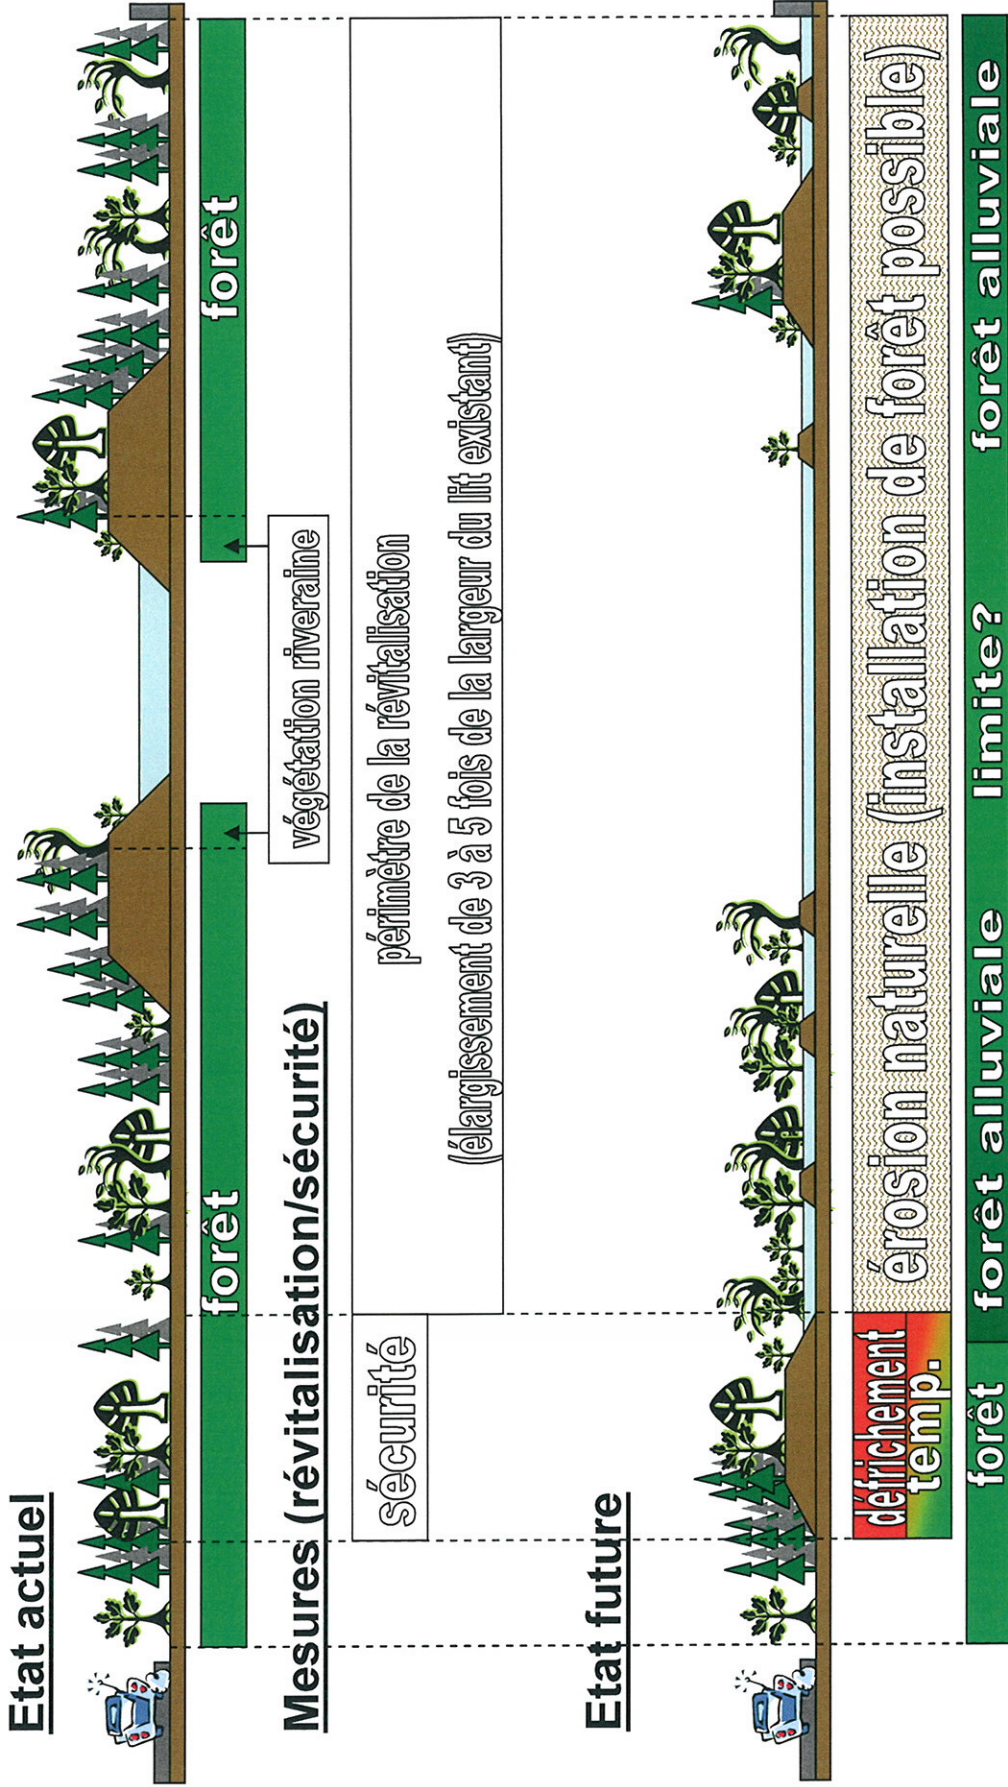 Etat actuel
forêt
forêt
végétation riveraine
Mesures (révitalisation/sécurité)
sécurité
périmètre de la révitalisation
(élargissement de 3 à 5 fois de la largeur du lit existant)
Etat future
défrichement
temp.
érosion naturelle (installation de forêt possible)
forêt
forêt alluviale
limite?
forêt alluviale